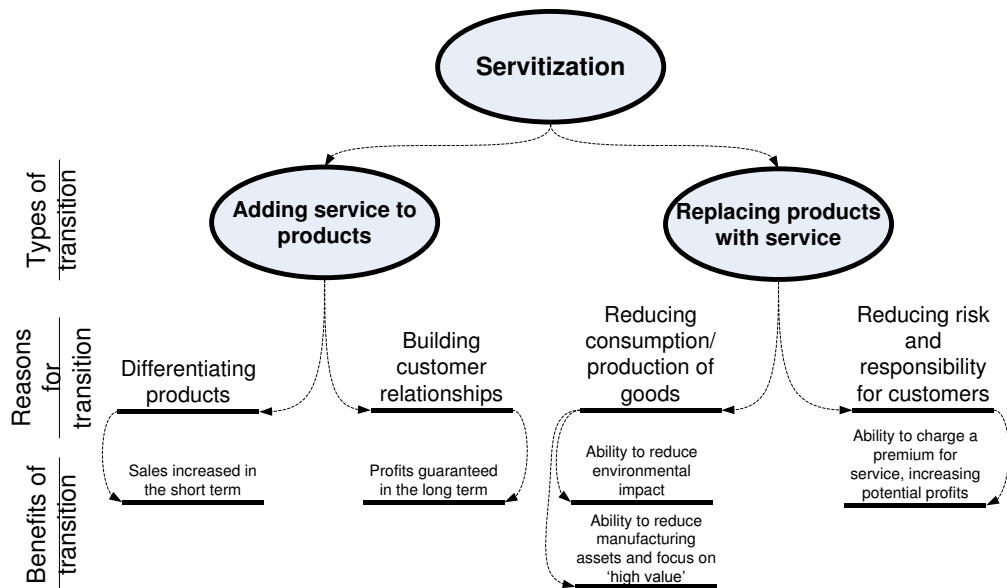 Servitization
Types of
transition
Adding service to
products
Replacing products
with service
Reasons
for
transition
Differentiating
products
Building
customer
relationships
Reducing
consumption/
production of
goods
Reducing risk
and
responsibility
for customers
Benefits of
transition
Sales increased in
the short term
Profits guaranteed
in the long term
Ability to reduce
environmental
impact
Ability to reduce
manufacturing
assets and focus on
‘high value’
Ability to charge a
premium for
service, increasing
potential profits